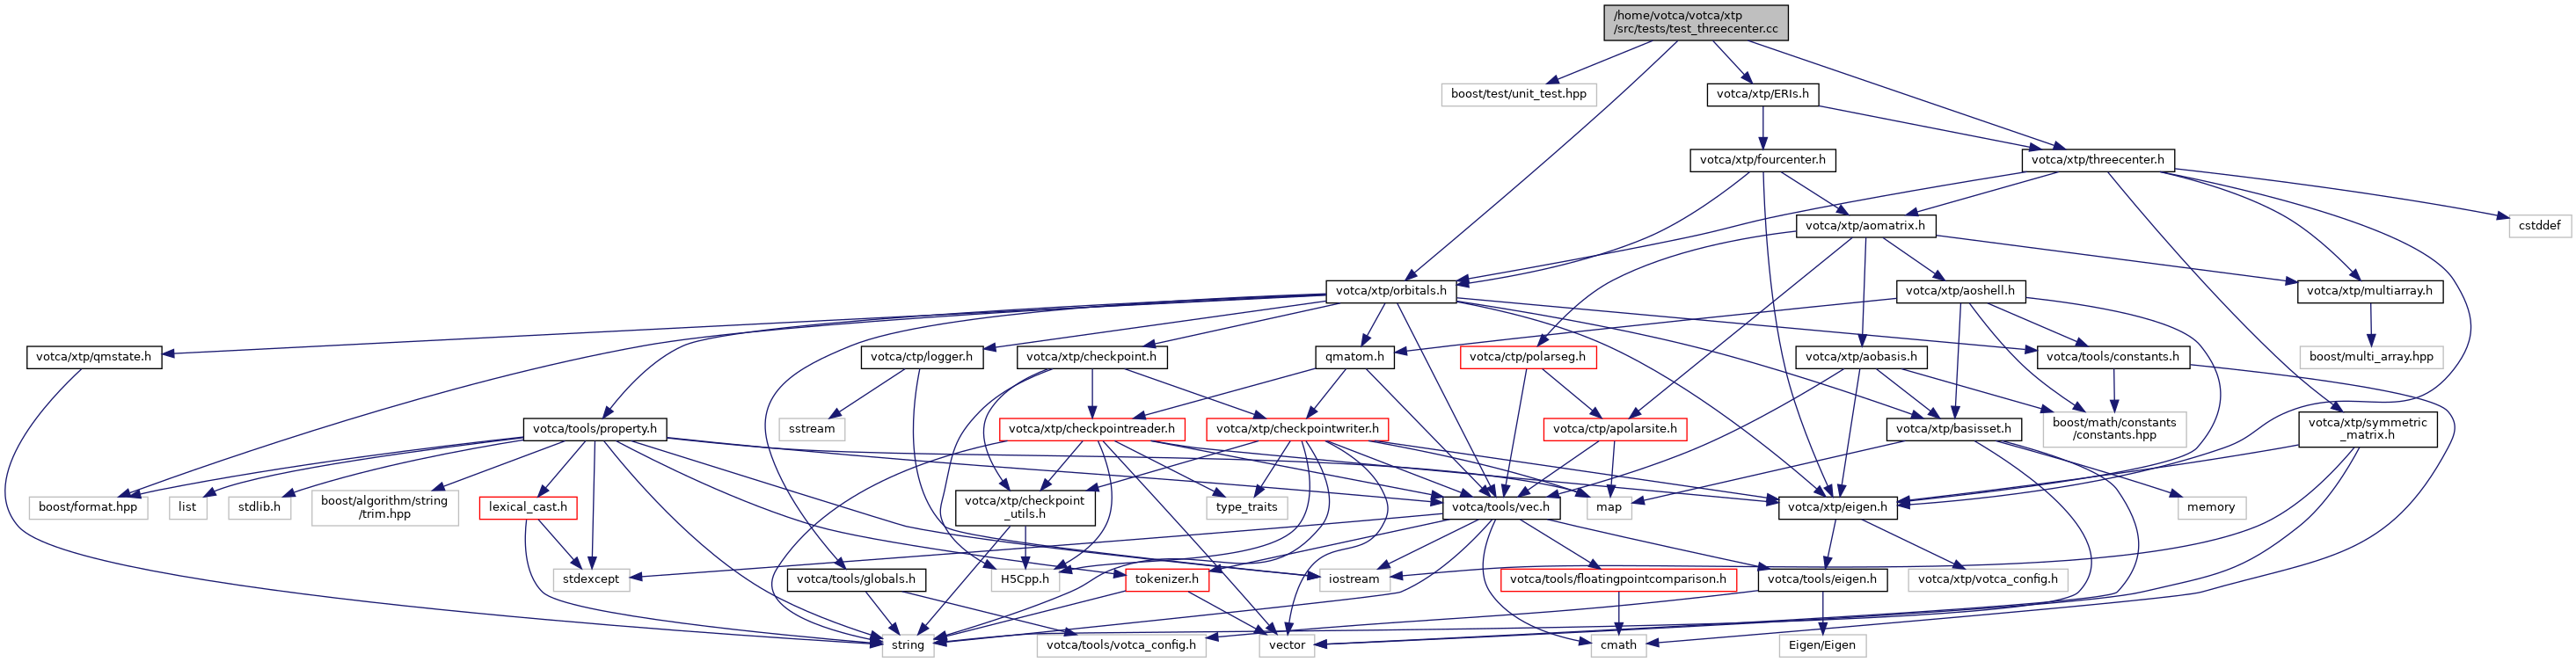 /home/votca/votca/xtp
/src/tests/test_threecenter.cc
boost/test/unit_test.hpp
votca/xtp/ERIs.h
votca/xtp/fourcenter.h
votca/xtp/threecenter.h
votca/xtp/aomatrix.h
cstddef
votca/xtp/orbitals.h
votca/xtp/aoshell.h
votca/xtp/multiarray.h
votca/xtp/qmstate.h
votca/ctp/logger.h
votca/xtp/checkpoint.h
qmatom.h
votca/ctp/polarseg.h
votca/xtp/aobasis.h
votca/tools/constants.h
boost/multi_array.hpp
votca/tools/property.h
sstream
votca/xtp/checkpointreader.h
votca/xtp/checkpointwriter.h
votca/ctp/apolarsite.h
votca/xtp/basisset.h
boost/math/constants
/constants.hpp
votca/xtp/symmetric
_matrix.h
boost/format.hpp
list
stdlib.h
boost/algorithm/string
/trim.hpp
lexical_cast.h
votca/xtp/checkpoint
_utils.h
type_traits
votca/tools/vec.h
map
votca/xtp/eigen.h
memory
stdexcept
votca/tools/globals.h
H5Cpp.h
tokenizer.h
iostream
votca/tools/floatingpointcomparison.h
votca/tools/eigen.h
votca/xtp/votca_config.h
string
votca/tools/votca_config.h
vector
cmath
Eigen/Eigen